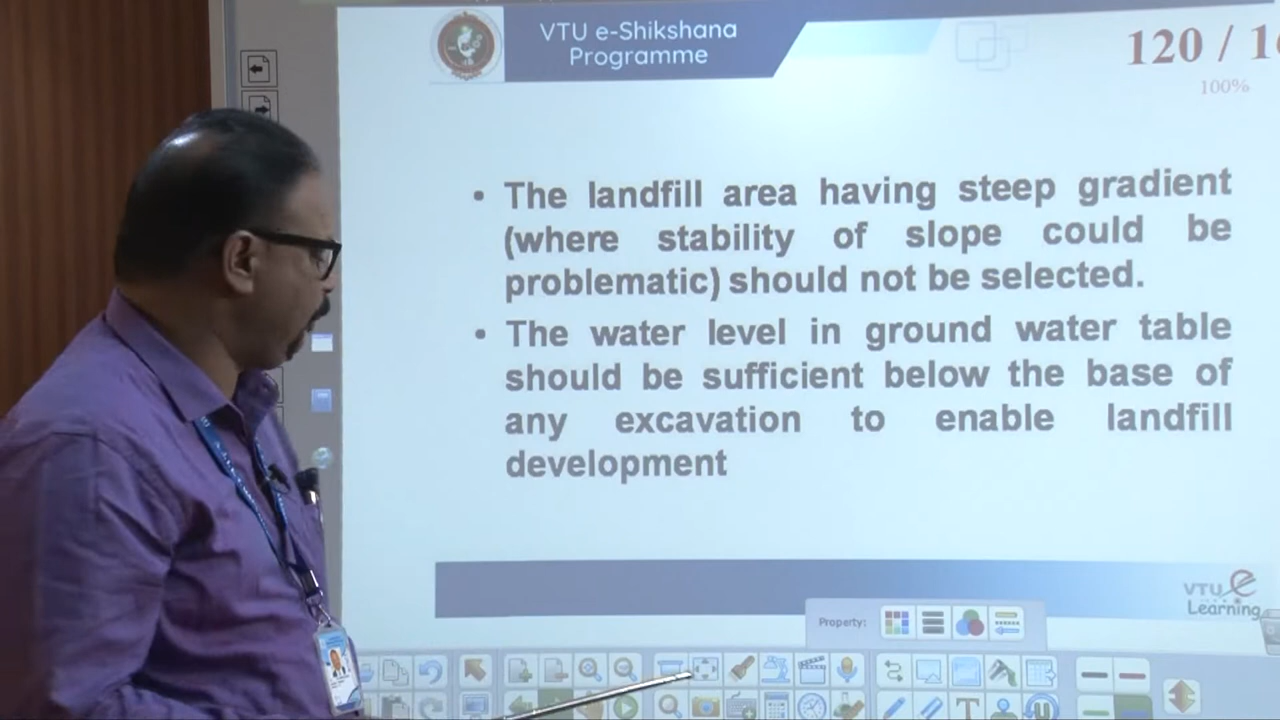 VTU e-Shikshana
Programme
120 / 16
100%
• The landfill area having steep gradient
(where stability of slope could be
problematic) should not be selected.
• The water level in ground water table
should be sufficient below the base of
any excavation to enable landfill
development
VTU e
Learning
Property: